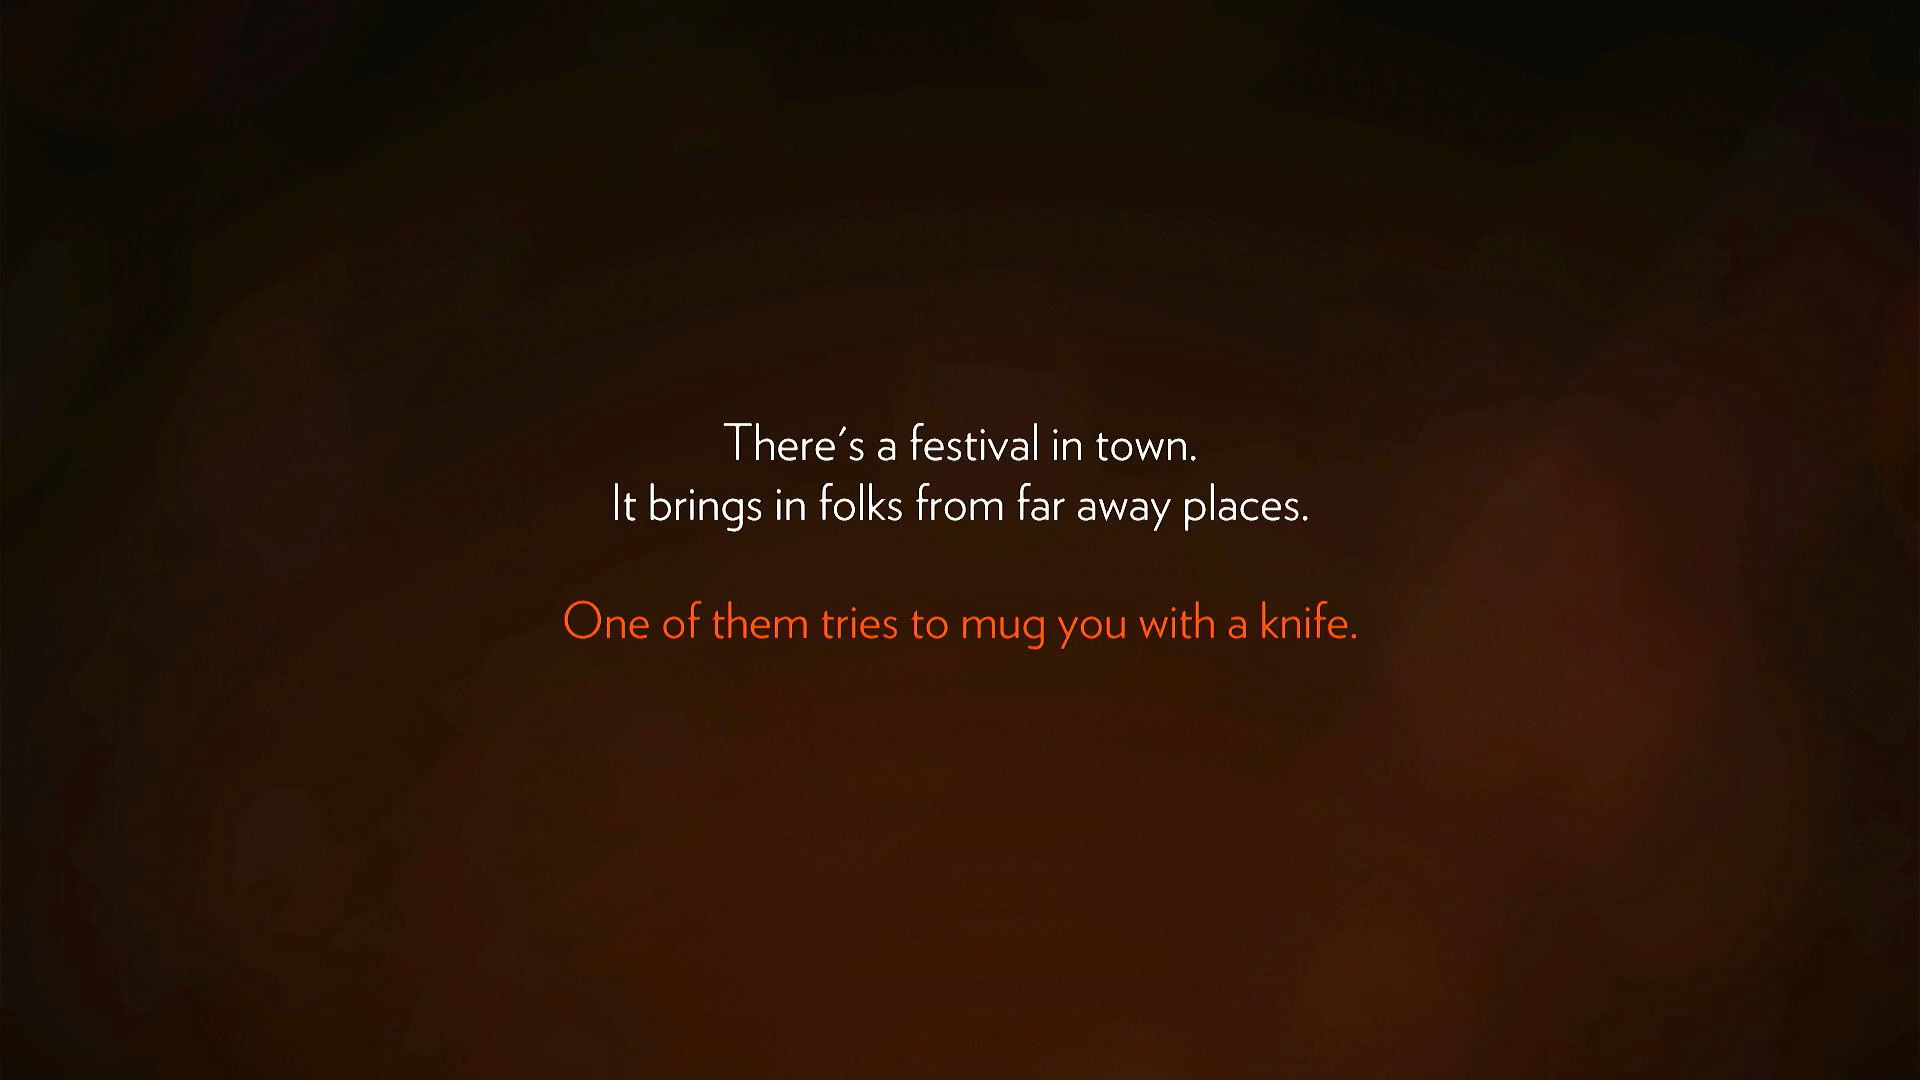 There's a festival in town.
It brings in folks from far away places.
One of them tries to mug you with a knife.